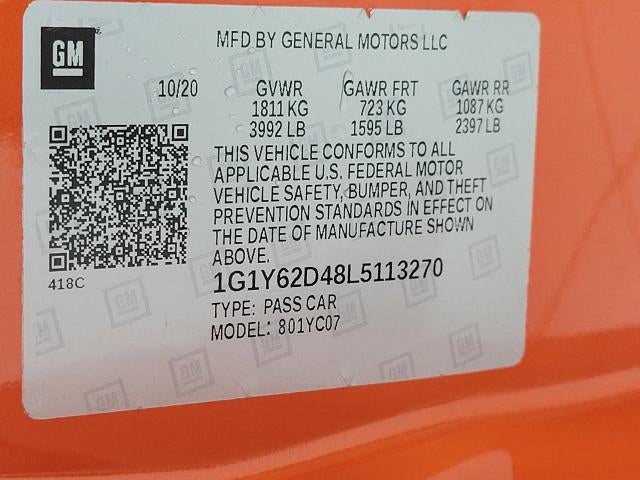 GM
MFD BY GENERAL MOTORS LLC
10/20 GVWR GAWR FRT GAWR RR
1811 KG 723 KG 1087 KG
3992 LB 1595 LB 2397 LB
THIS VEHICLE CONFORMS TO ALL
APPLICABLE U.S. FEDERAL MOTOR
VEHICLE SAFETY, BUMPER, AND THEFT
PREVENTION STANDARDS IN EFFECT ON
THE DATE OF MANUFACTURE SHOWN
ABOVE.
418C
1G1Y62D48L5113270
TYPE: PASS CAR
MODEL: 801YC07